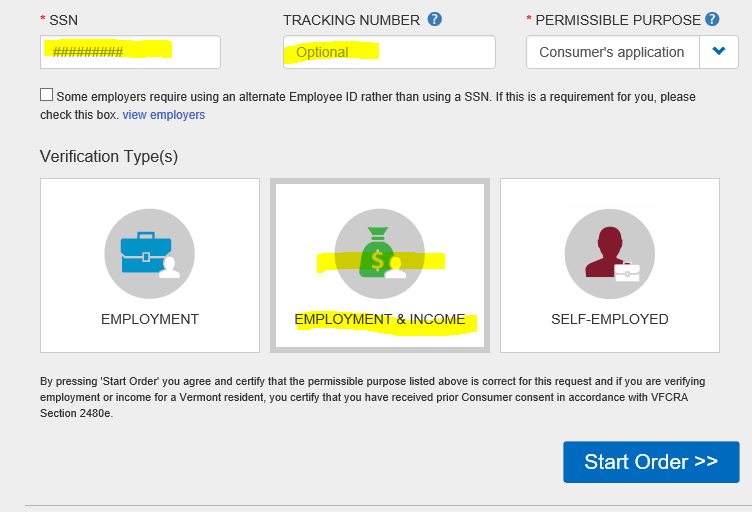 * SSN TRACKING NUMBER ? * PERMISSIBLE PURPOSE ?
######### Optional Consumer's application
Some employers require using an alternate Employee ID rather than using a SSN. If this is a requirement for you, please
check this box. view employers
Verification Type(s)
$
EMPLOYMENT EMPLOYMENT & INCOME SELF-EMPLOYED
By pressing 'Start Order' you agree and certify that the permissible purpose listed above is correct for this request and if you are verifying
employment or income for a Vermont resident, you certify that you have received prior Consumer consent in accordance with VFCRA
Section 2480e.
Start Order >>